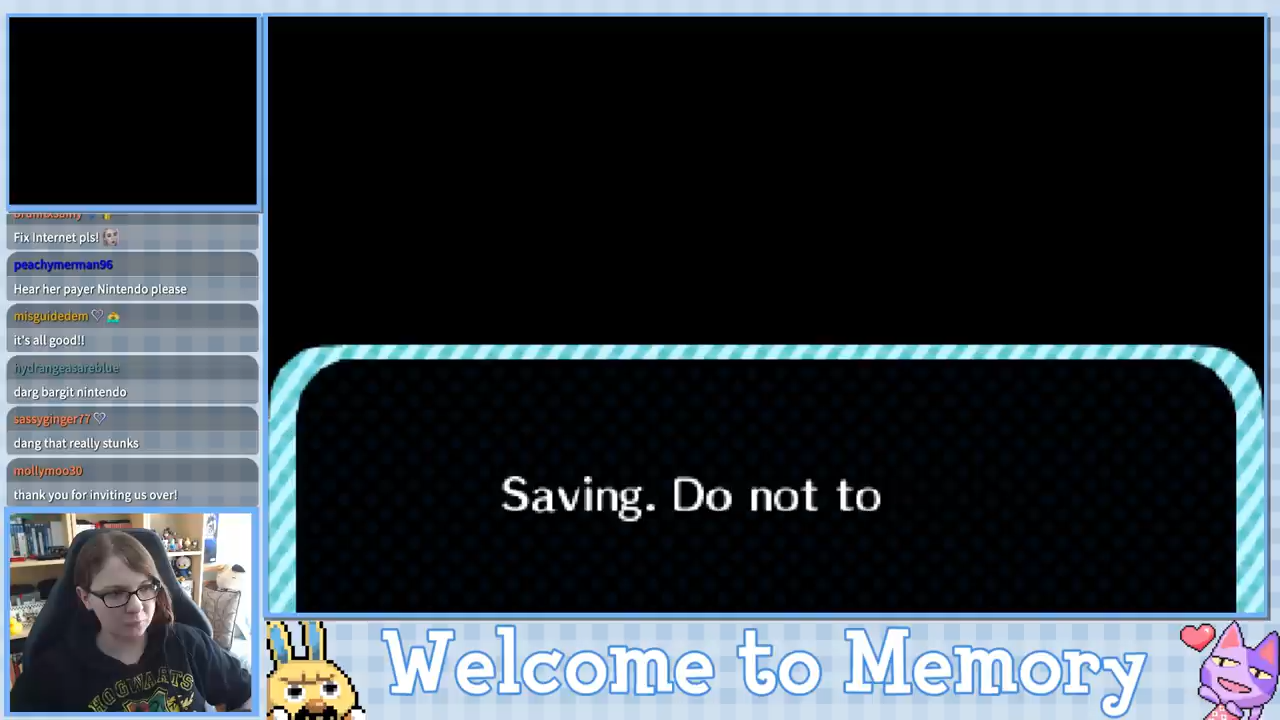 Fix Internet pls!
peachymerman96
Hear her payer Nintendo please
misguidedem
it's all good!!
hydrangeasareblue
darg bargit nintendo
sassyginger77
dang that really stunks
mollymoo30
thank you for inviting us over!
Saving. Do not to
HOGWARTS
Welcome to Memory